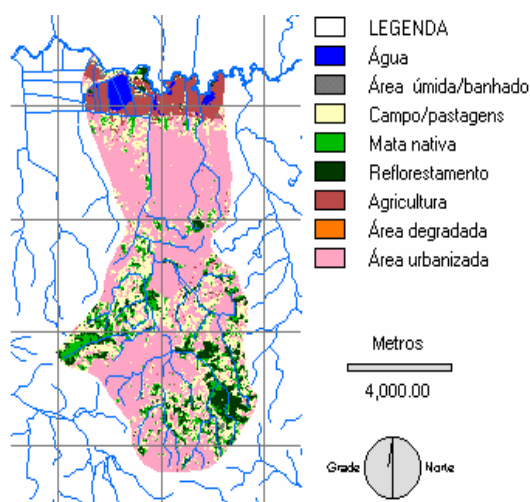 LEGENDA
Água
Área úmida/banhado
Campo/pastagens
Mata nativa
Reflorestamento
Agricultura
Área degradada
Área urbanizada
Metros
4,000.00
Grade Norte